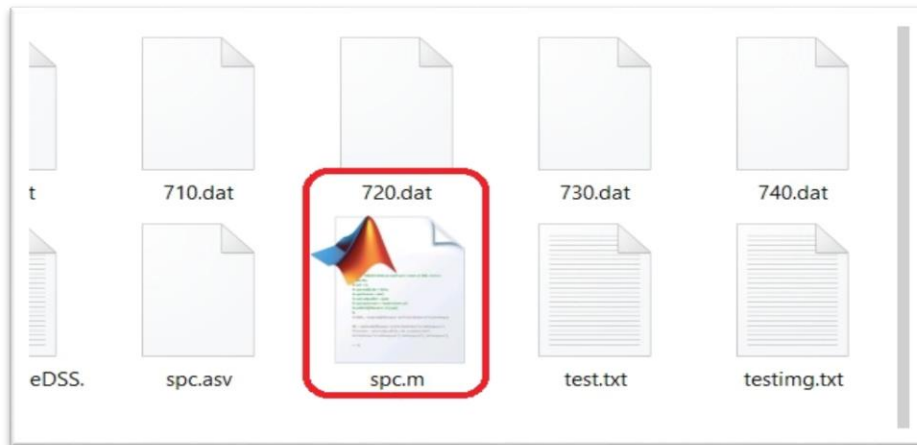 t
710.dat
720.dat
730.dat
740.dat
eDSS.
spc.asv
spc.m
test.txt
testimg.txt